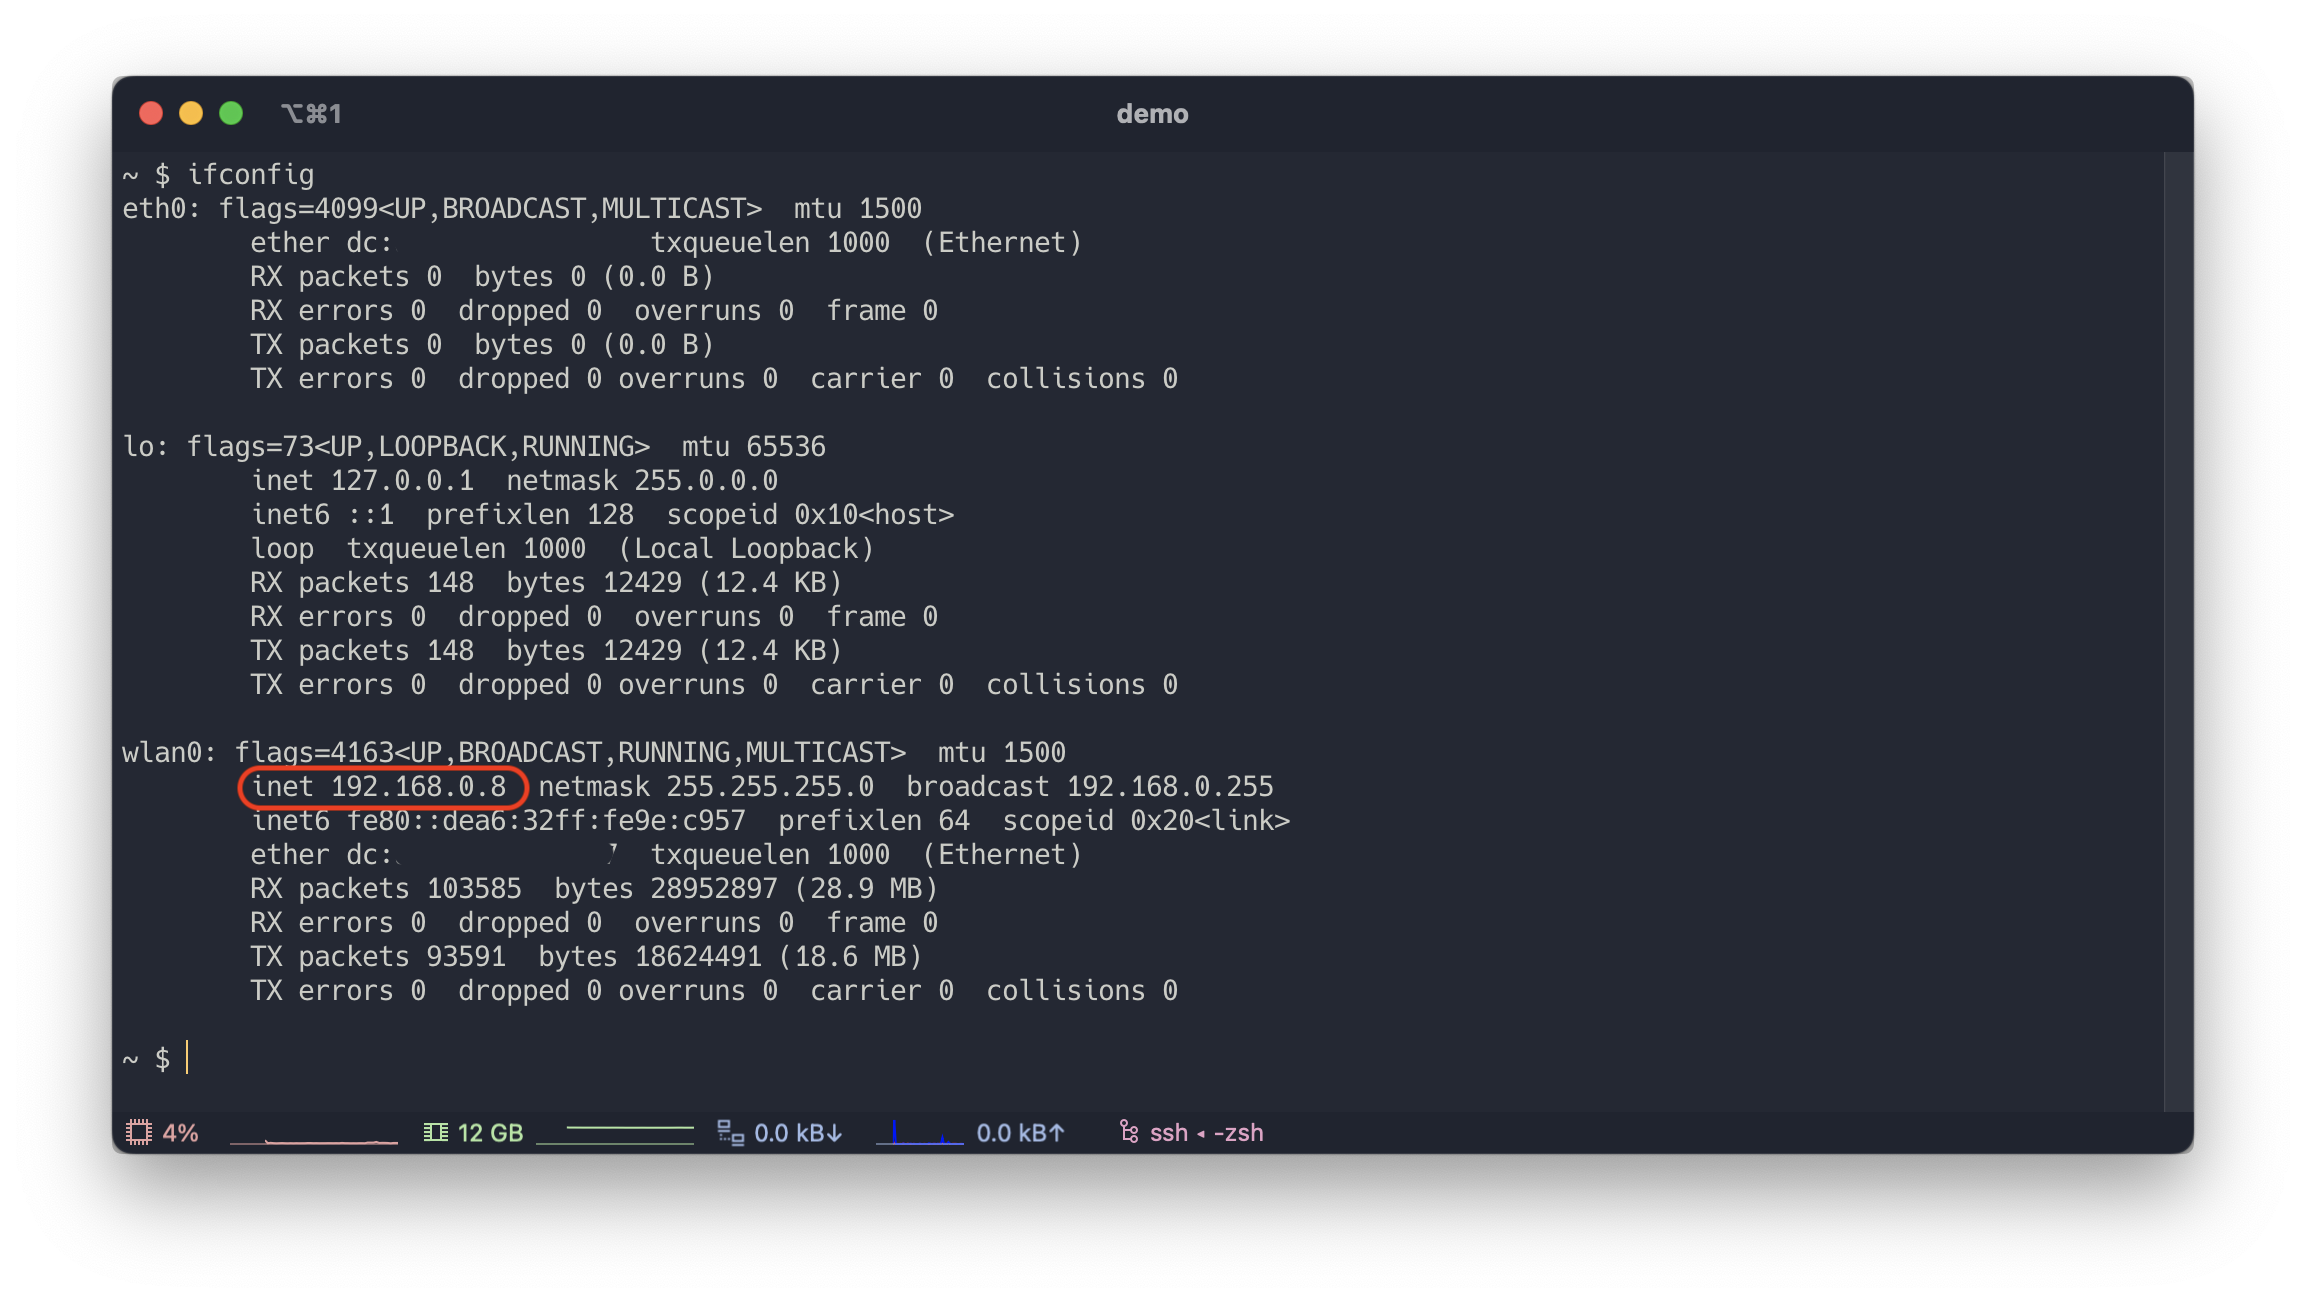 ⌥⌘1 demo
~ $ ifconfig
eth0: flags=4099<UP,BROADCAST,MULTICAST>  mtu 1500
        ether dc:                txqueuelen 1000  (Ethernet)
        RX packets 0  bytes 0 (0.0 B)
        RX errors 0  dropped 0  overruns 0  frame 0
        TX packets 0  bytes 0 (0.0 B)
        TX errors 0  dropped 0 overruns 0  carrier 0  collisions 0

lo: flags=73<UP,LOOPBACK,RUNNING>  mtu 65536
        inet 127.0.0.1  netmask 255.0.0.0
        inet6 ::1  prefixlen 128  scopeid 0x10<host>
        loop  txqueuelen 1000  (Local Loopback)
        RX packets 148  bytes 12429 (12.4 KB)
        RX errors 0  dropped 0  overruns 0  frame 0
        TX packets 148  bytes 12429 (12.4 KB)
        TX errors 0  dropped 0 overruns 0  carrier 0  collisions 0

wlan0: flags=4163<UP,BROADCAST,RUNNING,MULTICAST>  mtu 1500
        inet 192.168.0.8  netmask 255.255.255.0  broadcast 192.168.0.255
        inet6 fe80::dea6:32ff:fe9e:c957  prefixlen 64  scopeid 0x20<link>
        ether dc:                txqueuelen 1000  (Ethernet)
        RX packets 103585  bytes 28952897 (28.9 MB)
        RX errors 0  dropped 0  overruns 0  frame 0
        TX packets 93591  bytes 18624491 (18.6 MB)
        TX errors 0  dropped 0 overruns 0  carrier 0  collisions 0

~ $
4% 12 GB 0.0 kB↓ 0.0 kB↑ ssh ◂ -zsh